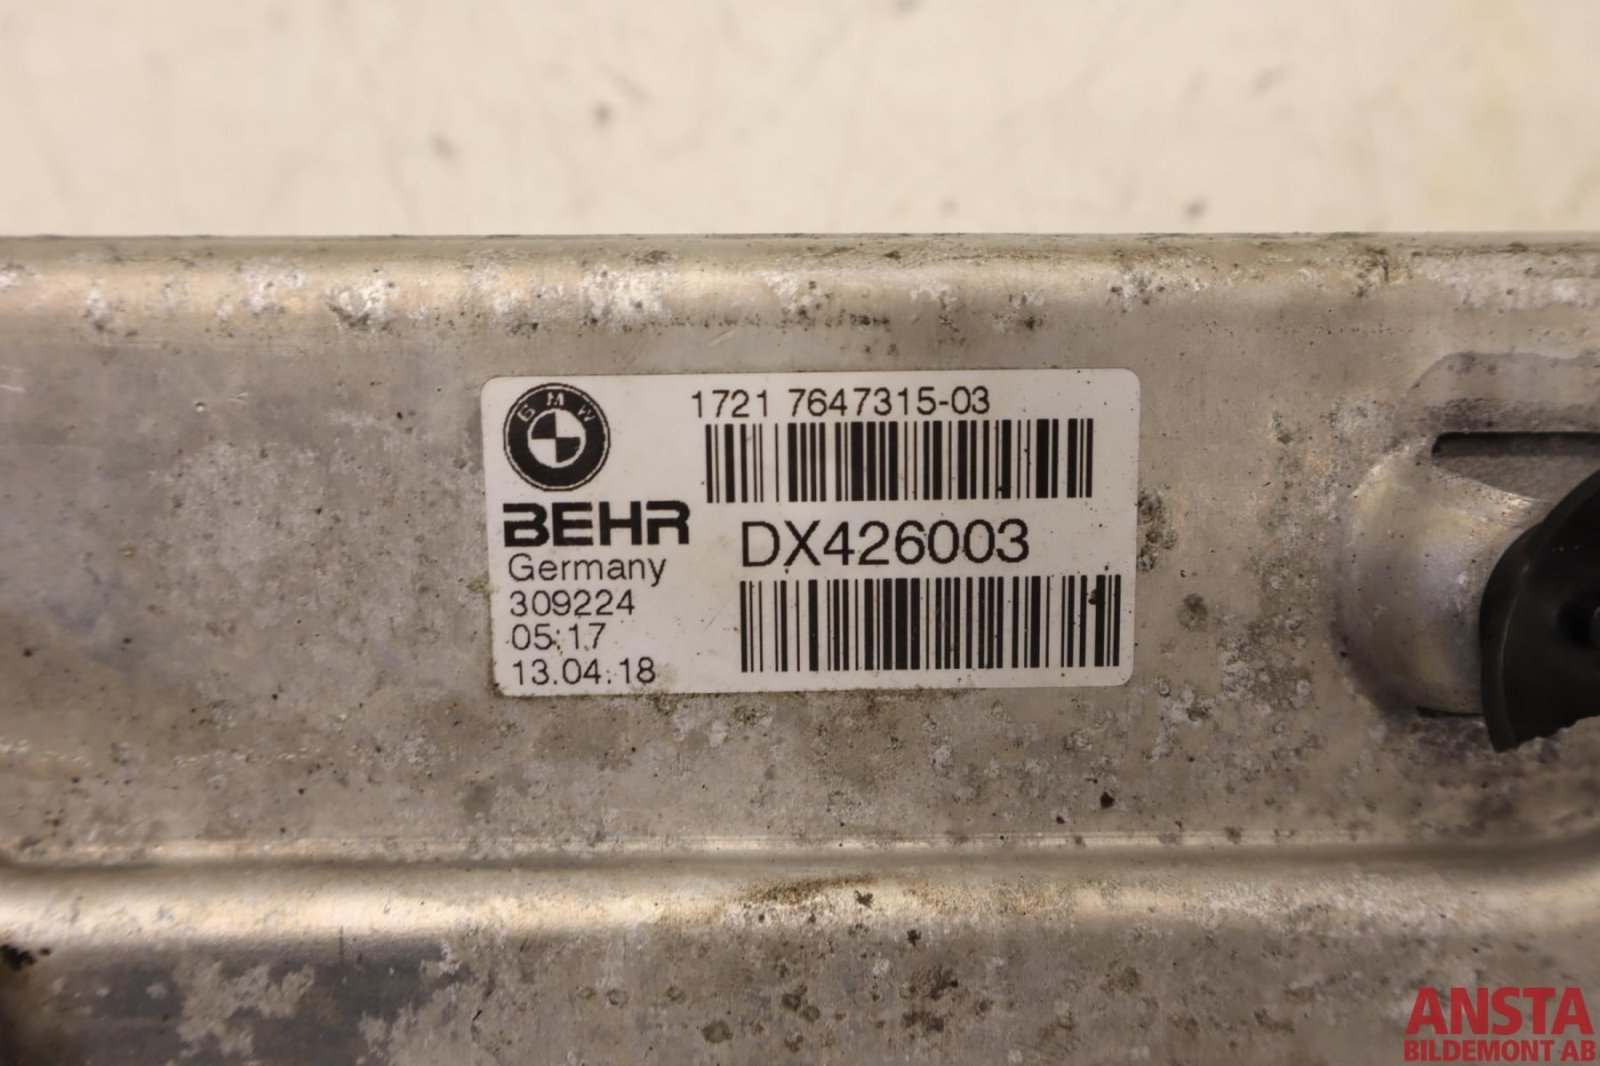 BMW
1721 7647315-03
BEHR
DX426003
Germany
309224
05:17
13.04.18
ANSTA
BILDEMONT AB